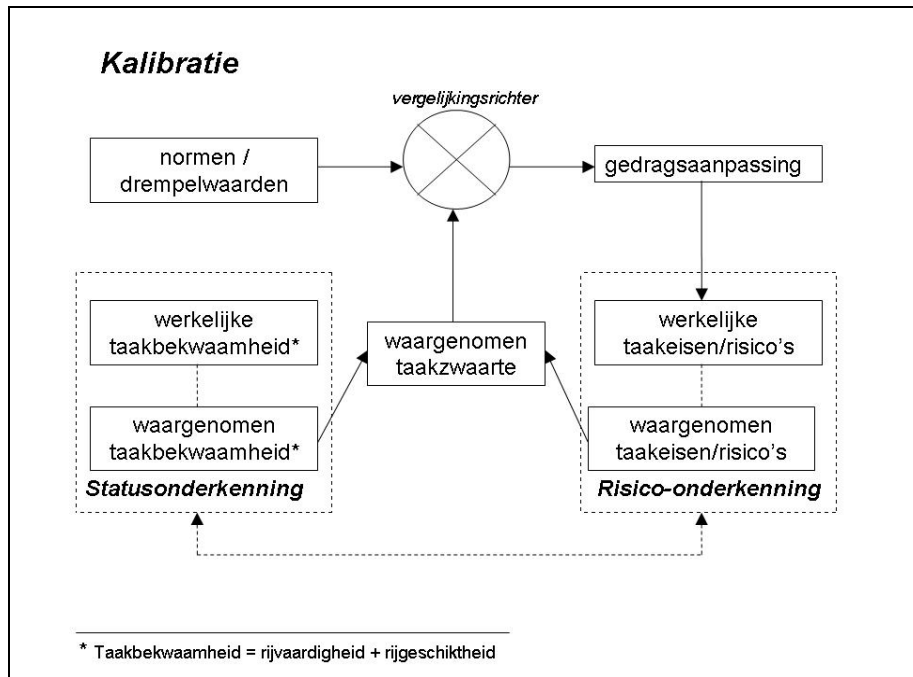 Kalibratie
vergelijkingsrichter
normen /
drempelwaarden
gedragsaanpassing
werkelijke
taakbekwaamheid*
waargenomen
taakzwaarte
werkelijke
taakeisen/risico's
waargenomen
taakbekwaamheid*
waargenomen
taakeisen/risico's
Statusonderkenning
Risico-onderkenning
* Taakbekwaamheid = rijvaardigheid + rijgeschiktheid